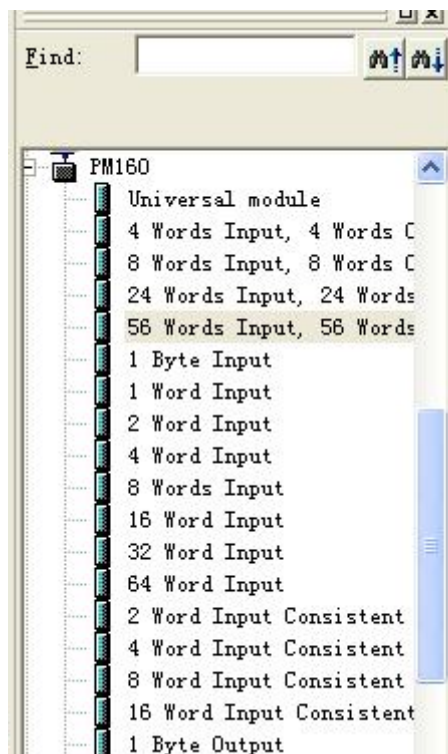 Find:
PM160
Universal module
4 Words Input, 4 Words
8 Words Input, 8 Words
24 Words Input, 24 Words
56 Words Input, 56 Words
1 Byte Input
1 Word Input
2 Word Input
4 Word Input
8 Words Input
16 Word Input
32 Word Input
64 Word Input
2 Word Input Consistent
4 Word Input Consistent
8 Word Input Consistent
16 Word Input Consistent
1 Byte Output